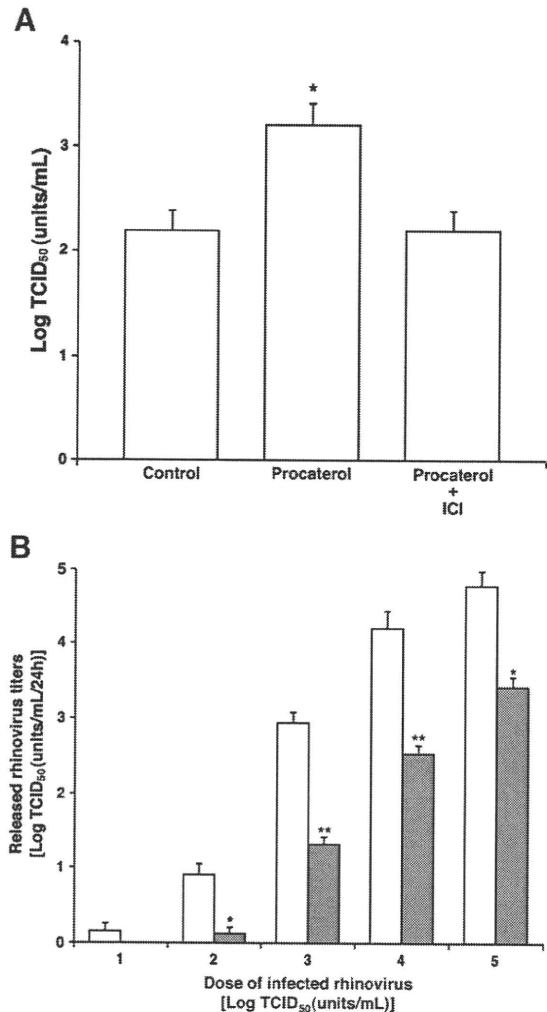 A
Log TCID50 (units/mL)
4
3
2
1
0
*
Control
Procaterol
Procaterol
+
ICI
B
Released rhinovirus titers
[Log TCID50(units/mL/24h)]
5
4
3
2
1
0
*
**
**
*
1 2 3 4 5
Dose of infected rhinovirus
[Log TCID50(units/mL)]